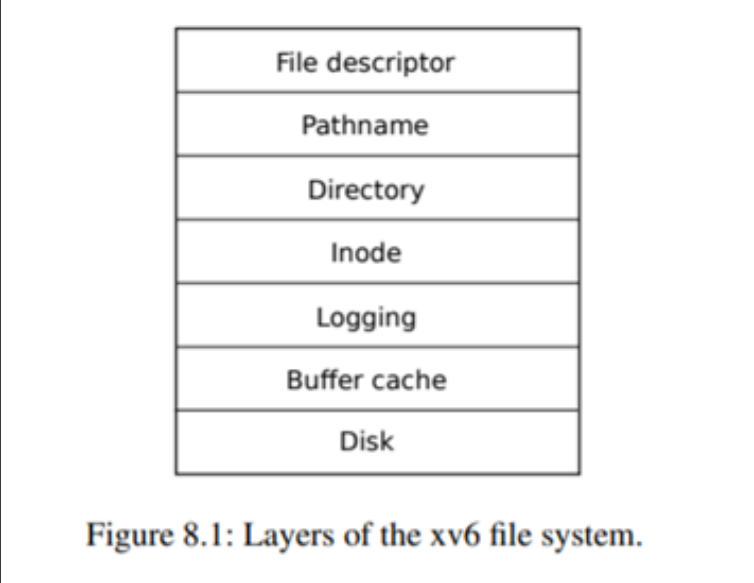 File descriptor
Pathname
Directory
Inode
Logging
Buffer cache
Disk
Figure 8.1: Layers of the xv6 file system.